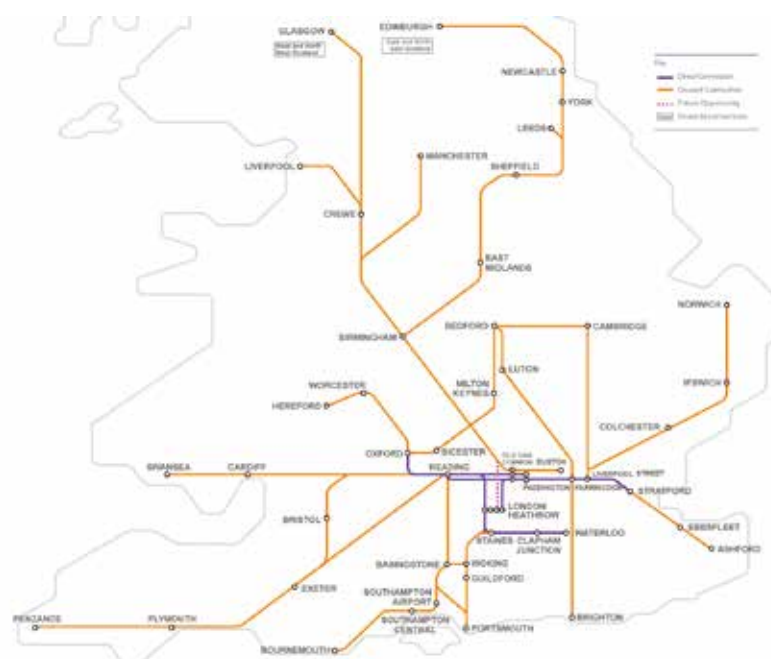 GLASGOW
EDINBURGH
NEWCASTLE
Key
YORK
LEEDS
MANCHESTER
LIVERPOOL
SHEFFIELD
CREWE
EAST
MIDLANDS
NORWICH
BIRMINGHAM
BEDFORD
CAMBRIDGE
LUTON
IPSWICH
WORCESTER
MILTON
KEYNES
HEREFORD
COLCHESTER
OXFORD
BICESTER
SWANSEA
CARDIFF
READING
LIVERPOOL STREET
PADDINGTON
STRATFORD
LONDON
HEATHROW
BRISTOL
STAINES
CLAPHAM
JUNCTION
WATERLOO
EBBSFLEET
ASHFORD
BASINGSTOKE
WOKING
GUILDFORD
EXETER
SOUTHAMPTON
AIRPORT
PENZANCE
PLYMOUTH
SOUTHAMPTON
CENTRAL
PORTSMOUTH
BRIGHTON
BOURNEMOUTH